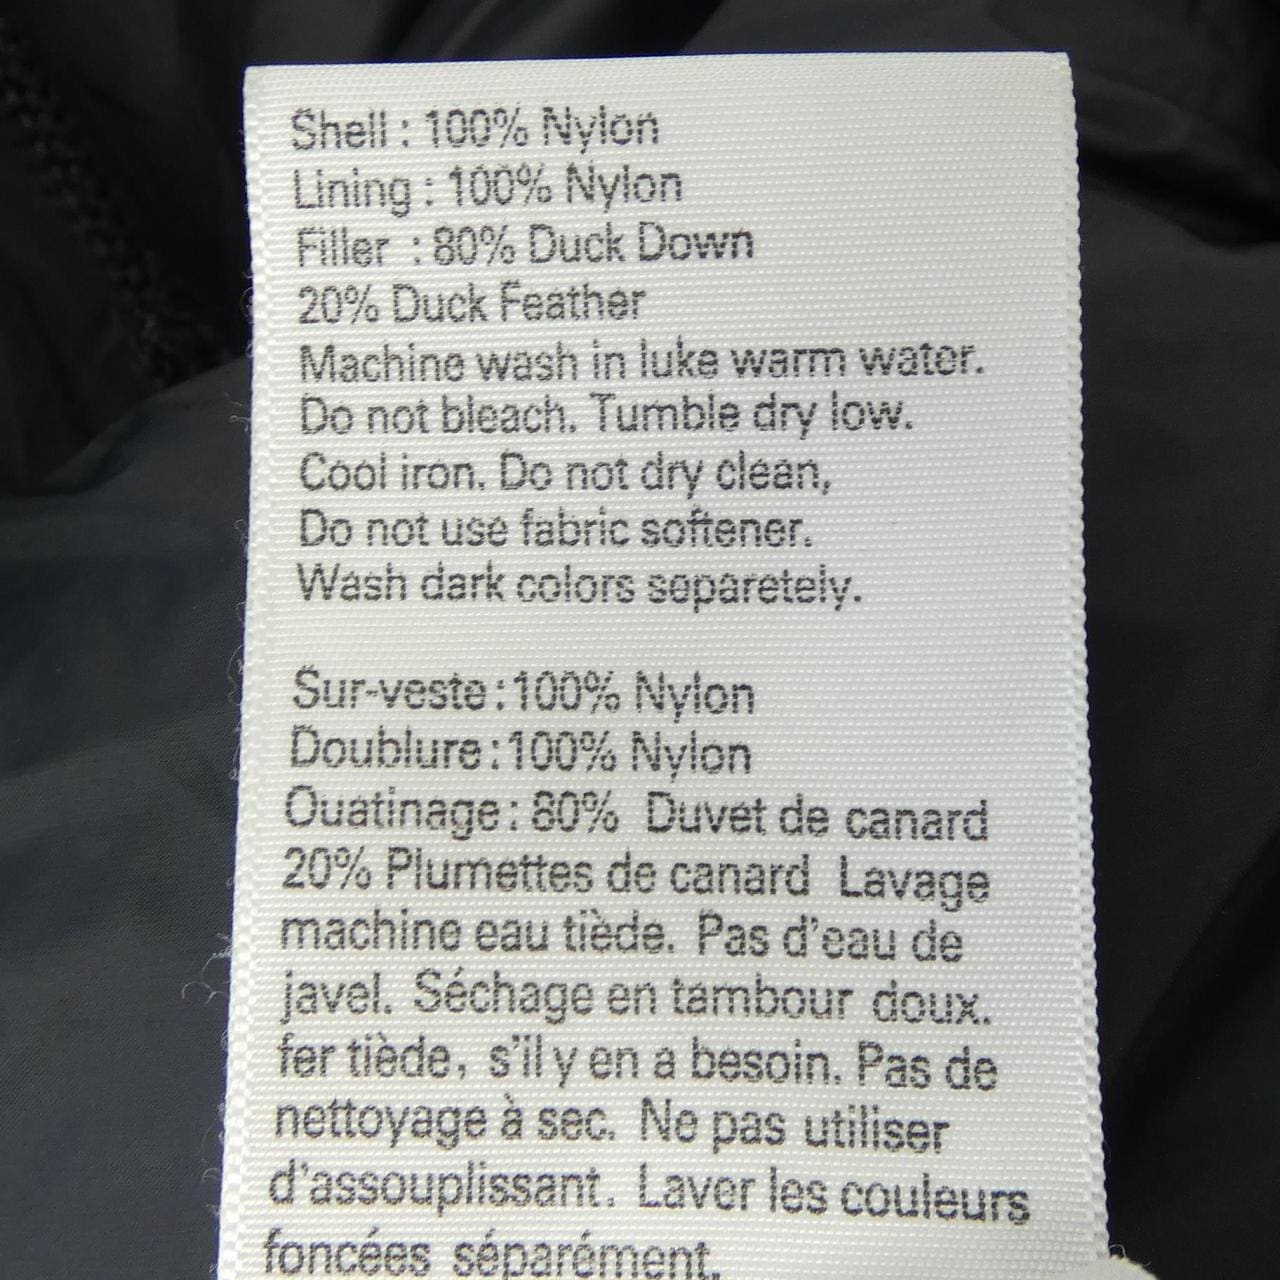 Shell : 100% Nylon
Lining : 100% Nylon
Filler : 80% Duck Down
20% Duck Feather
Machine wash in luke warm water.
Do not bleach. Tumble dry low.
Cool iron. Do not dry clean,
Do not use fabric softener.
Wash dark colors separetely.
Sur-veste : 100% Nylon
Doublure : 100% Nylon
Ouatinage : 80% Duvet de canard
20% Plumettes de canard Lavage
machine eau tiède. Pas d'eau de
javel. Séchage en tambour doux.
fer tiède, s'il y en a besoin. Pas de
nettoyage à sec. Ne pas utiliser
d'assouplissant. Laver les couleurs
foncées séparément.